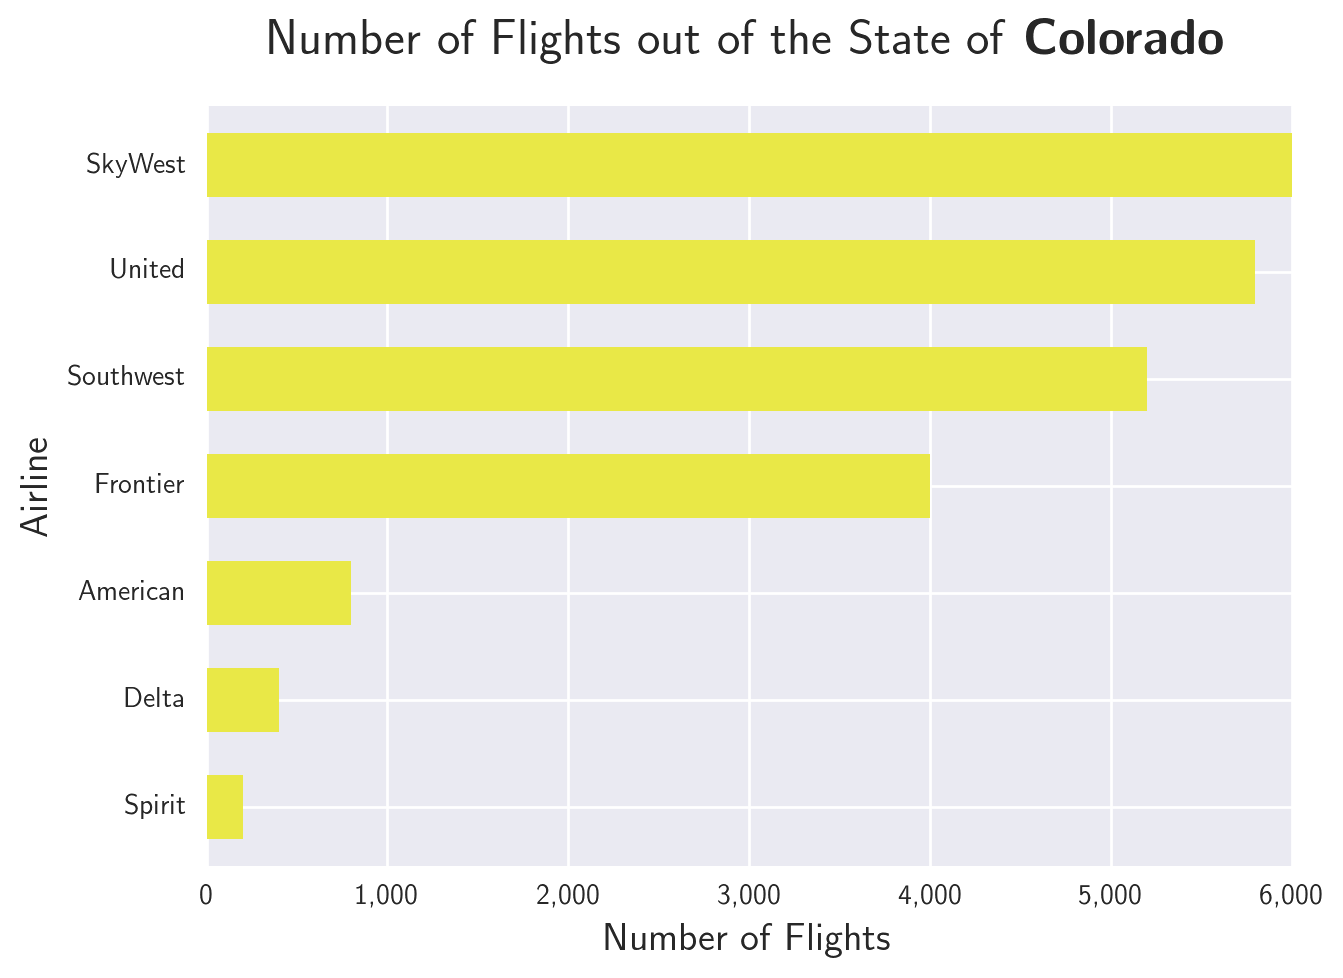 Number of Flights out of the State of Colorado
SkyWest
United
Southwest
Frontier
American
Delta
Spirit
Airline
0 1,000 2,000 3,000 4,000 5,000 6,000
Number of Flights